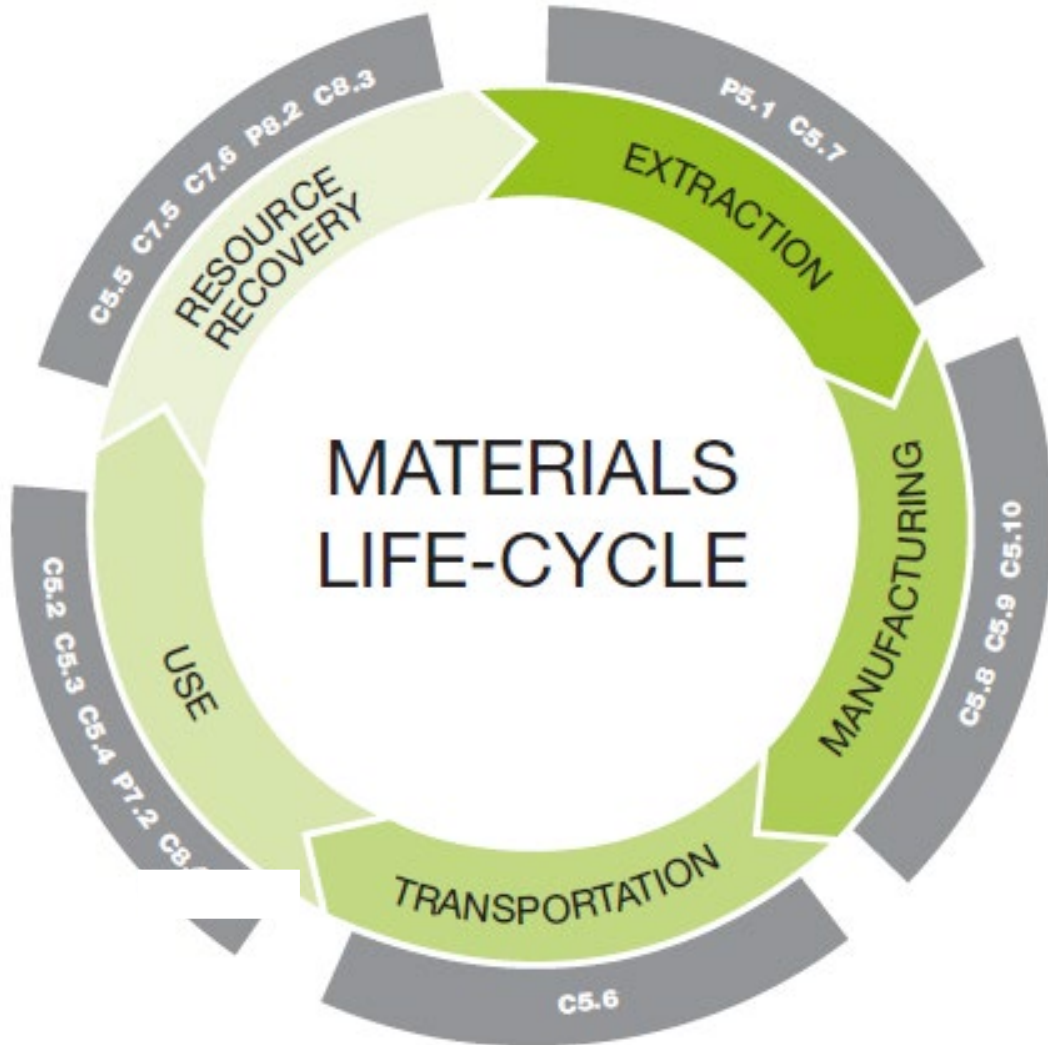 MATERIALS
LIFE-CYCLE
EXTRACTION
P5.1 C5.7
MANUFACTURING
C5.8 C5.9 C5.10
TRANSPORTATION
C5.6
USE
C5.2 C5.3 C5.4 P7.2
RESOURCE
RECOVERY
C5.5 C7.5 C7.6 P8.2 C8.3